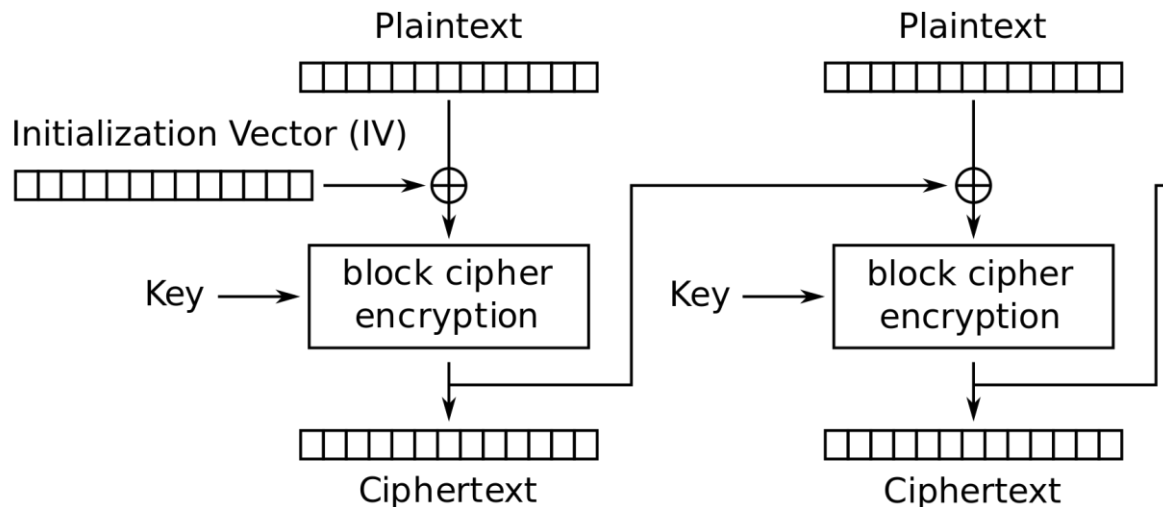 Plaintext
Plaintext
Initialization Vector (IV)
Key
block cipher
encryption
Key
block cipher
encryption
Ciphertext
Ciphertext